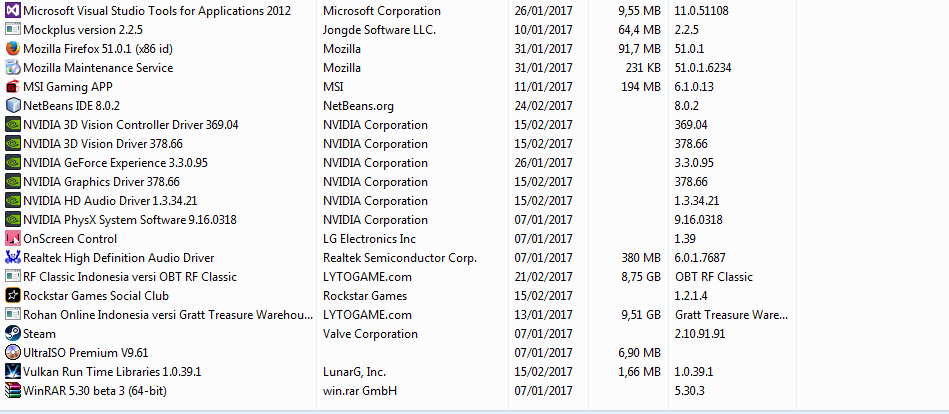 Microsoft Visual Studio Tools for Applications 2012 Microsoft Corporation 26/01/2017 9,55 MB 11.0.51108
Mockplus version 2.2.5 Jongde Software LLC. 10/01/2017 64,4 MB 2.2.5
Mozilla Firefox 51.0.1 (x86 id) Mozilla 31/01/2017 91,7 MB 51.0.1
Mozilla Maintenance Service Mozilla 31/01/2017 231 KB 51.0.1.6234
MSI Gaming APP MSI 11/01/2017 194 MB 6.1.0.13
NetBeans IDE 8.0.2 NetBeans.org 24/02/2017 8.0.2
NVIDIA 3D Vision Controller Driver 369.04 NVIDIA Corporation 15/02/2017 369.04
NVIDIA 3D Vision Driver 378.66 NVIDIA Corporation 15/02/2017 378.66
NVIDIA GeForce Experience 3.3.0.95 NVIDIA Corporation 26/01/2017 3.3.0.95
NVIDIA Graphics Driver 378.66 NVIDIA Corporation 15/02/2017 378.66
NVIDIA HD Audio Driver 1.3.34.21 NVIDIA Corporation 15/02/2017 1.3.34.21
NVIDIA PhysX System Software 9.16.0318 NVIDIA Corporation 07/01/2017 9.16.0318
OnScreen Control LG Electronics Inc 07/01/2017 1.39
Realtek High Definition Audio Driver Realtek Semiconductor Corp. 07/01/2017 380 MB 6.0.1.7687
RF Classic Indonesia versi OBT RF Classic LYTOGAME.com 21/02/2017 8,75 GB OBT RF Classic
Rockstar Games Social Club Rockstar Games 15/02/2017 1.2.1.4
Rohan Online Indonesia versi Gratt Treasure Warehou... LYTOGAME.com 13/01/2017 9,51 GB Gratt Treasure Ware...
Steam Valve Corporation 07/01/2017 2.10.91.91
UltraISO Premium V9.61 07/01/2017 6,90 MB
Vulkan Run Time Libraries 1.0.39.1 LunarG, Inc. 15/02/2017 1,66 MB 1.0.39.1
WinRAR 5.30 beta 3 (64-bit) win.rar GmbH 07/01/2017 5.30.3